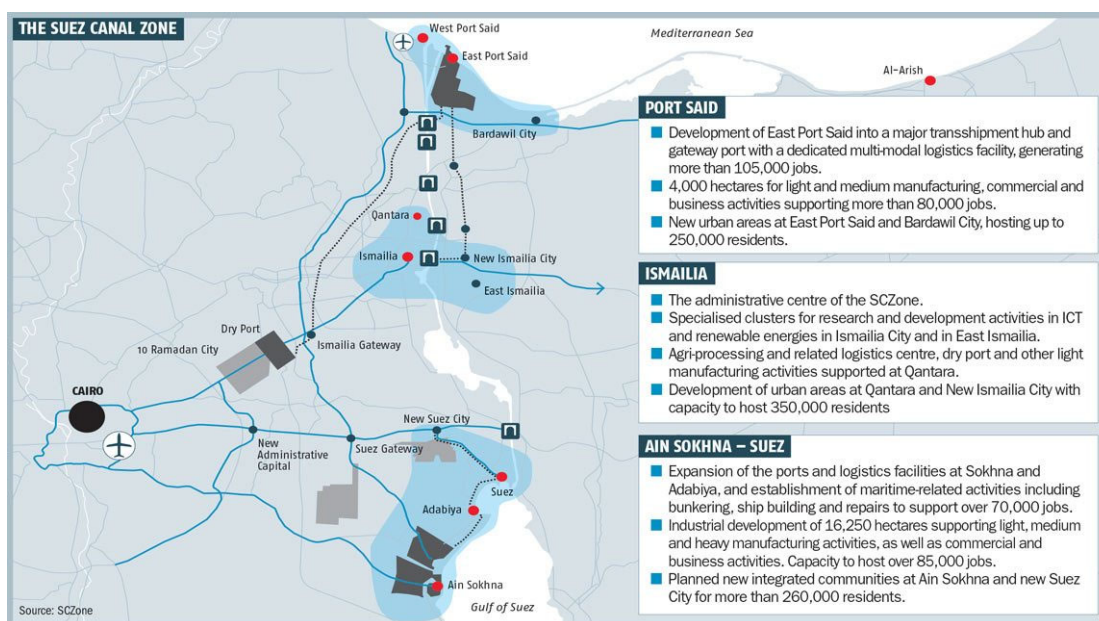 THE SUEZ CANAL ZONE
West Port Said
East Port Said
Mediterranean Sea
Al-Arish
Bardawil City
Qantara
Ismailia
New Ismailia City
East Ismailia
Dry Port
10 Ramadan City
Ismailia Gateway
CAIRO
New Suez City
New
Administrative
Capital
Suez Gateway
Suez
Adabiya
Ain Sokhna
Gulf of Suez
Source: SCZone
PORT SAID
Development of East Port Said into a major transshipment hub and
gateway port with a dedicated multi-modal logistics facility, generating
more than 105,000 jobs.
4,000 hectares for light and medium manufacturing, commercial and
business activities supporting more than 80,000 jobs.
New urban areas at East Port Said and Bardawil City, hosting up to
250,000 residents.
ISMAILIA
The administrative centre of the SCZone.
Specialised clusters for research and development activities in ICT
and renewable energies in Ismailia City and in East Ismailia.
Agri-processing and related logistics centre, dry port and other light
manufacturing activities supported at Qantara.
Development of urban areas at Qantara and New Ismailia City with
capacity to host 350,000 residents
AIN SOKHNA – SUEZ
Expansion of the ports and logistics facilities at Sokhna and
Adabiya, and establishment of maritime-related activities including
bunkering, ship building and repairs to support over 70,000 jobs.
Industrial development of 16,250 hectares supporting light, medium
and heavy manufacturing activities, as well as commercial and
business activities. Capacity to host over 85,000 jobs.
Planned new integrated communities at Ain Sokhna and new Suez
City for more than 260,000 residents.